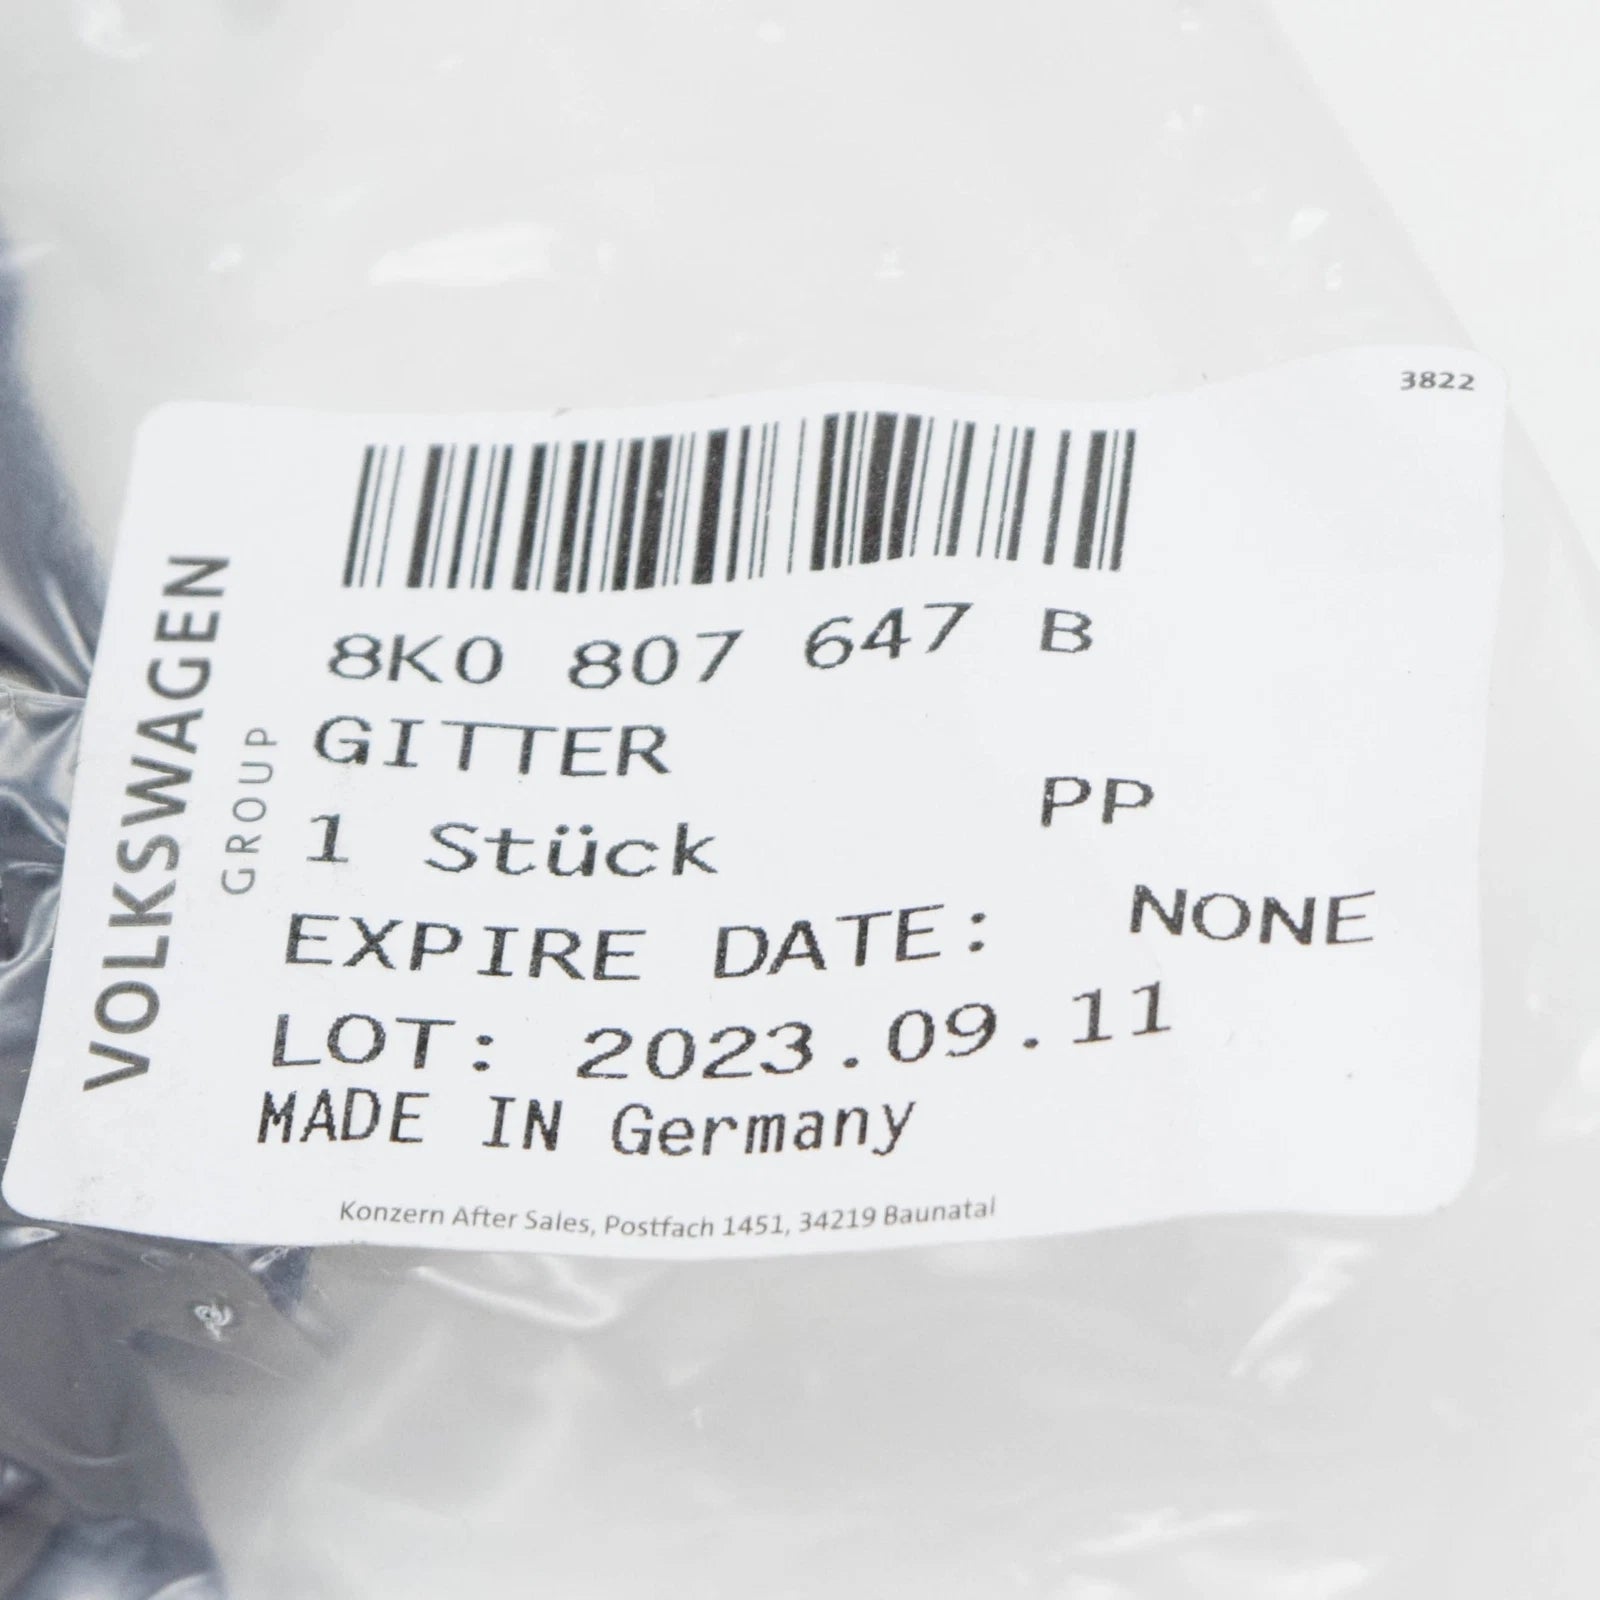 3822
VOLKSWAGEN
GROUP
8K0 807 647 B
GITTER
1 Stück PP
EXPIRE DATE: NONE
LOT: 2023.09.11
MADE IN Germany
Konzern After Sales, Postfach 1451, 34219 Baunatal